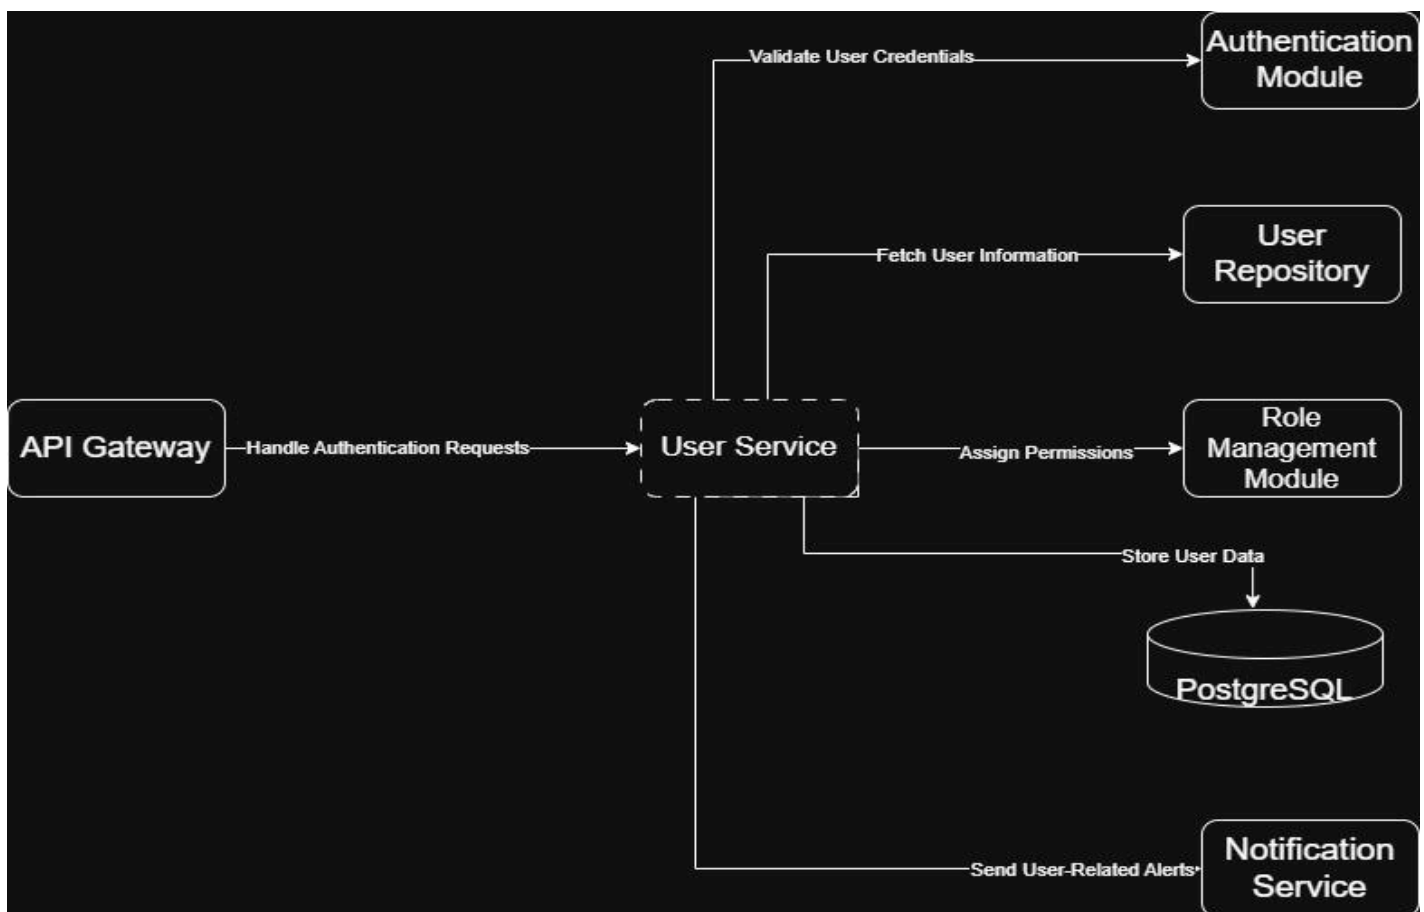 Validate User Credentials
Authentication
Module
Fetch User Information
User
Repository
API Gateway
Handle Authentication Requests
User Service
Assign Permissions
Role
Management
Module
Store User Data
PostgreSQL
Send User-Related Alerts
Notification
Service